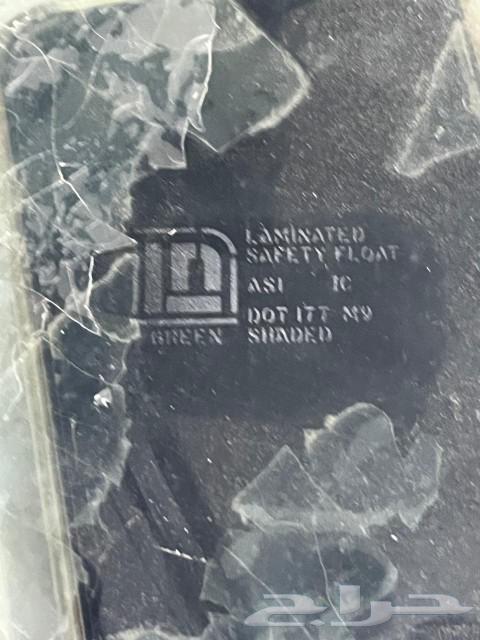 LAMINATED
SAFETY FLOAT
AS1 IC
DOT 177 M9
GREEN SHADED
حراج